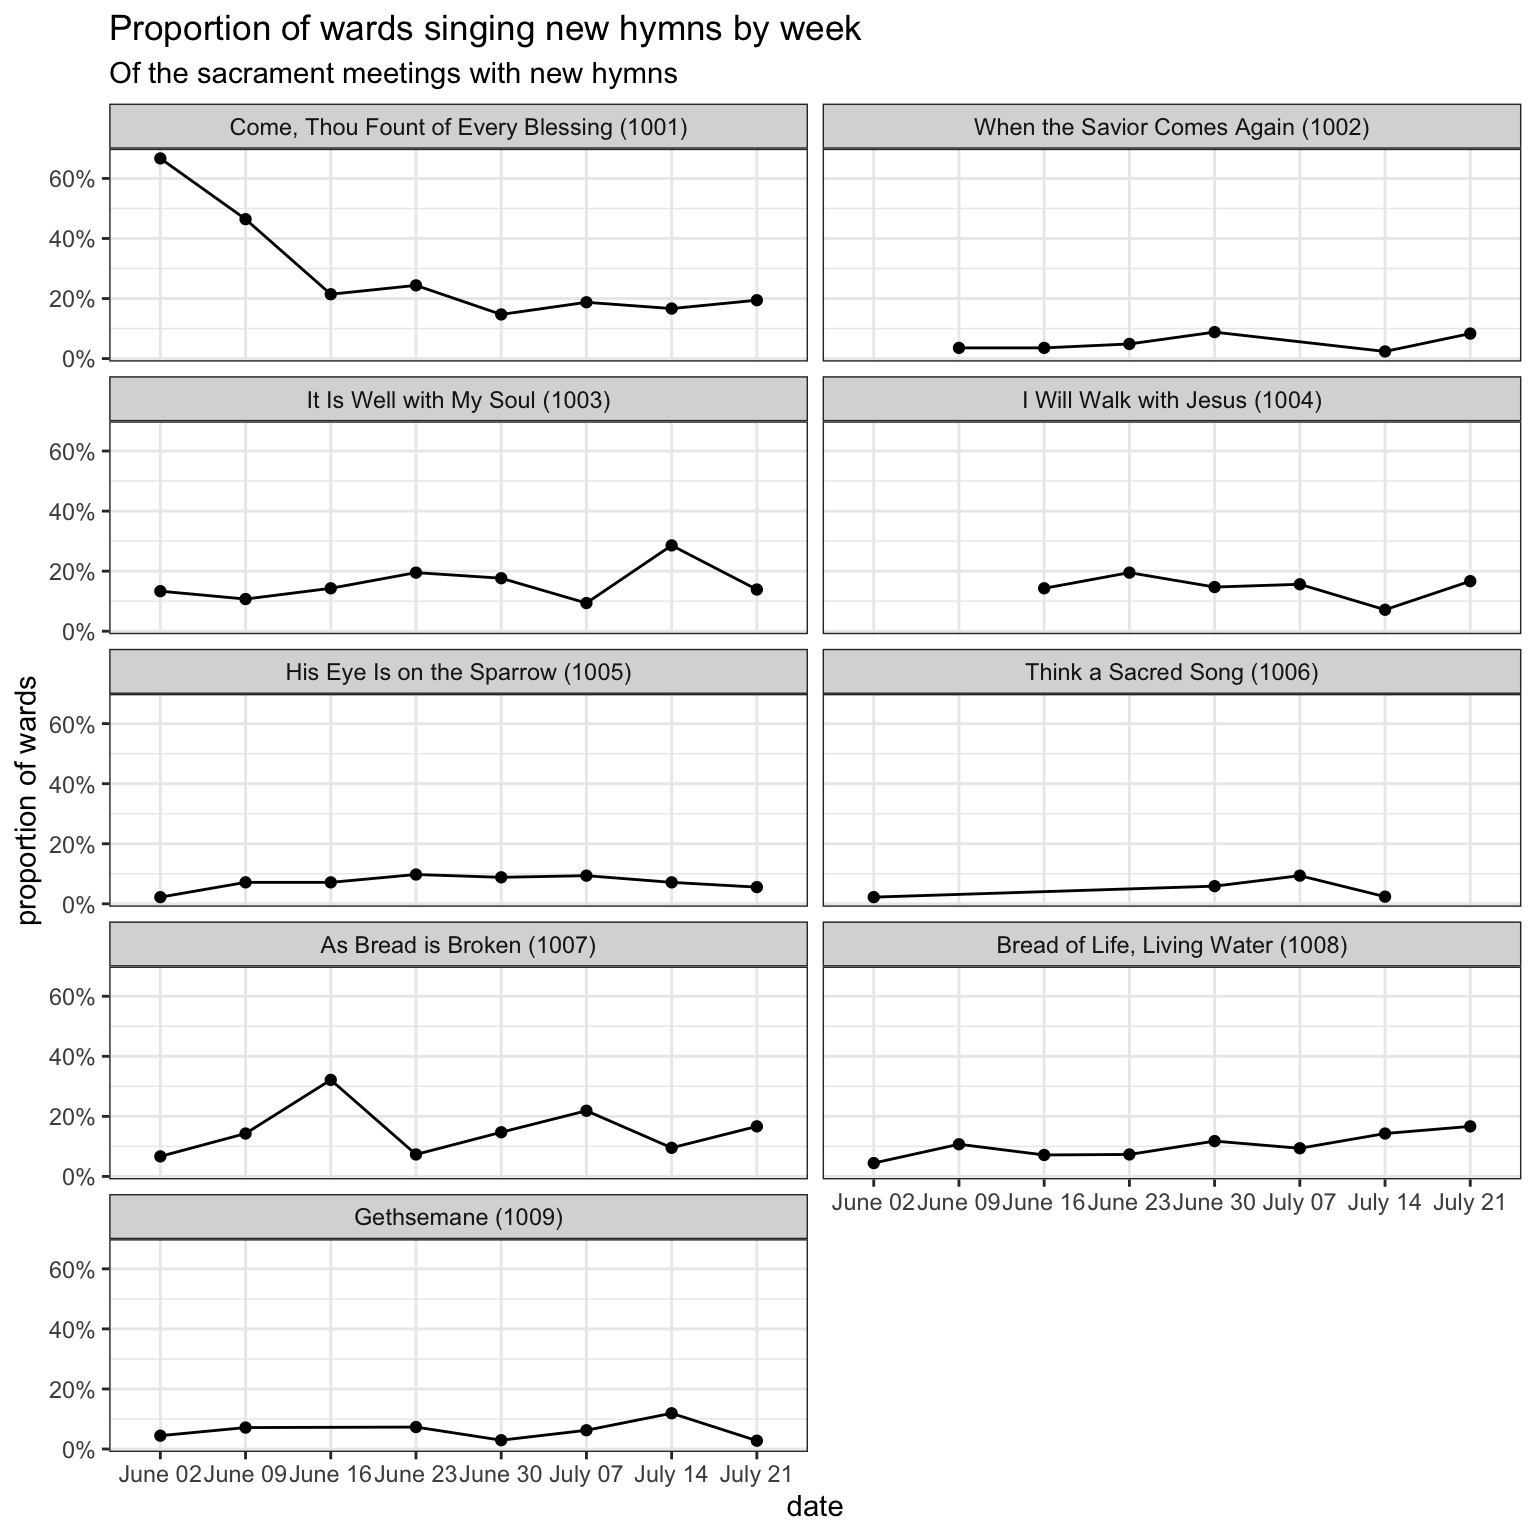 Proportion of wards singing new hymns by week
Of the sacrament meetings with new hymns
Come, Thou Fount of Every Blessing (1001)
When the Savior Comes Again (1002)
60%
40%
20%
0%
It Is Well with My Soul (1003)
I Will Walk with Jesus (1004)
60%
40%
20%
0%
His Eye Is on the Sparrow (1005)
Think a Sacred Song (1006)
60%
40%
20%
0%
proportion of wards
As Bread is Broken (1007)
Bread of Life, Living Water (1008)
60%
40%
20%
0%
June 02 June 09 June 16 June 23 June 30 July 07 July 14 July 21
Gethsemane (1009)
60%
40%
20%
0%
June 02 June 09 June 16 June 23 June 30 July 07 July 14 July 21
date